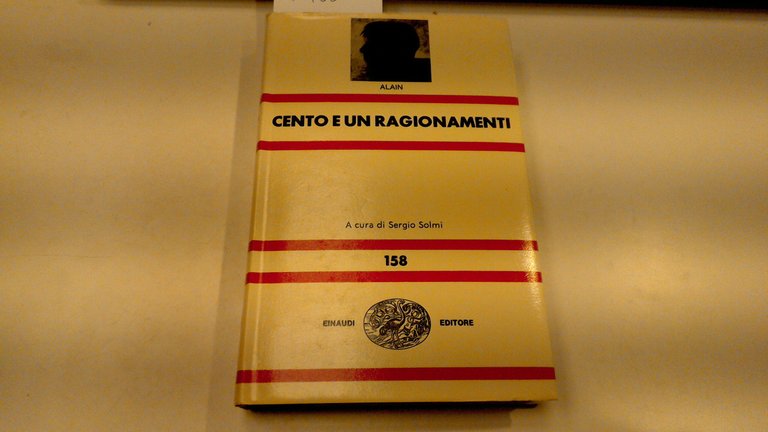 ALAIN
CENTO E UN RAGIONAMENTI
A cura di Sergio Solmi
158
EINAUDI EDITORE